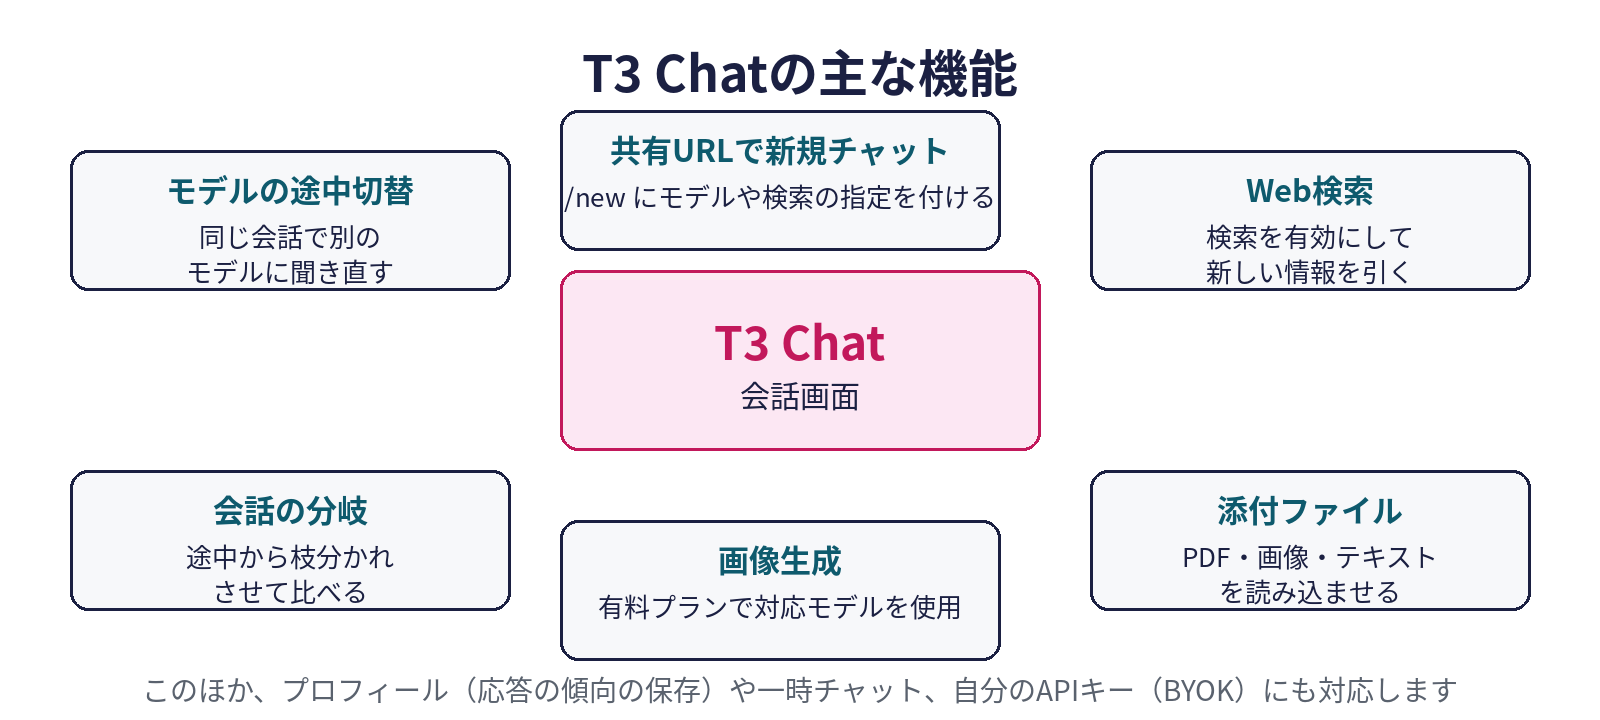 T3 Chatの主な機能
共有URLで新規チャット
/new にモデルや検索の指定を付ける
モデルの途中切替
同じ会話で別の
モデルに聞き直す
Web検索
検索を有効にして
新しい情報を引く
T3 Chat
会話画面
会話の分岐
途中から枝分かれ
させて比べる
画像生成
有料プランで対応モデルを使用
添付ファイル
PDF・画像・テキスト
を読み込ませる
このほか、プロフィール（応答の傾向の保存）や一時チャット、自分のAPIキー（BYOK）にも対応します